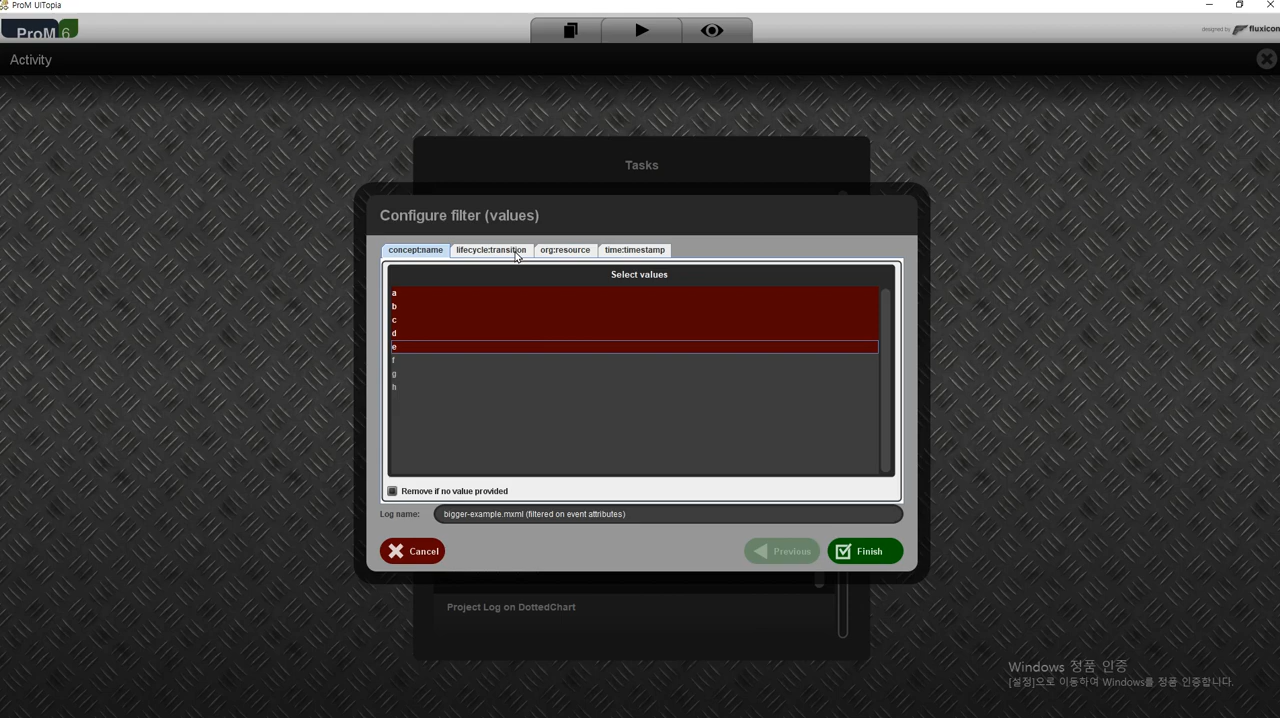 ProM UITopia
ProM 6
designed by fluxicon
Activity
Tasks
Configure filter (values)
concept:name lifecycle:transition org:resource time:timestamp
Select values
a
b
c
d
e
f
g
h
Remove if no value provided
Log name: bigger-example.mxml (filtered on event attributes)
Cancel Previous Finish
Project Log on DottedChart
Windows 정품 인증
[설정]으로 이동하여 Windows를 정품 인증합니다.